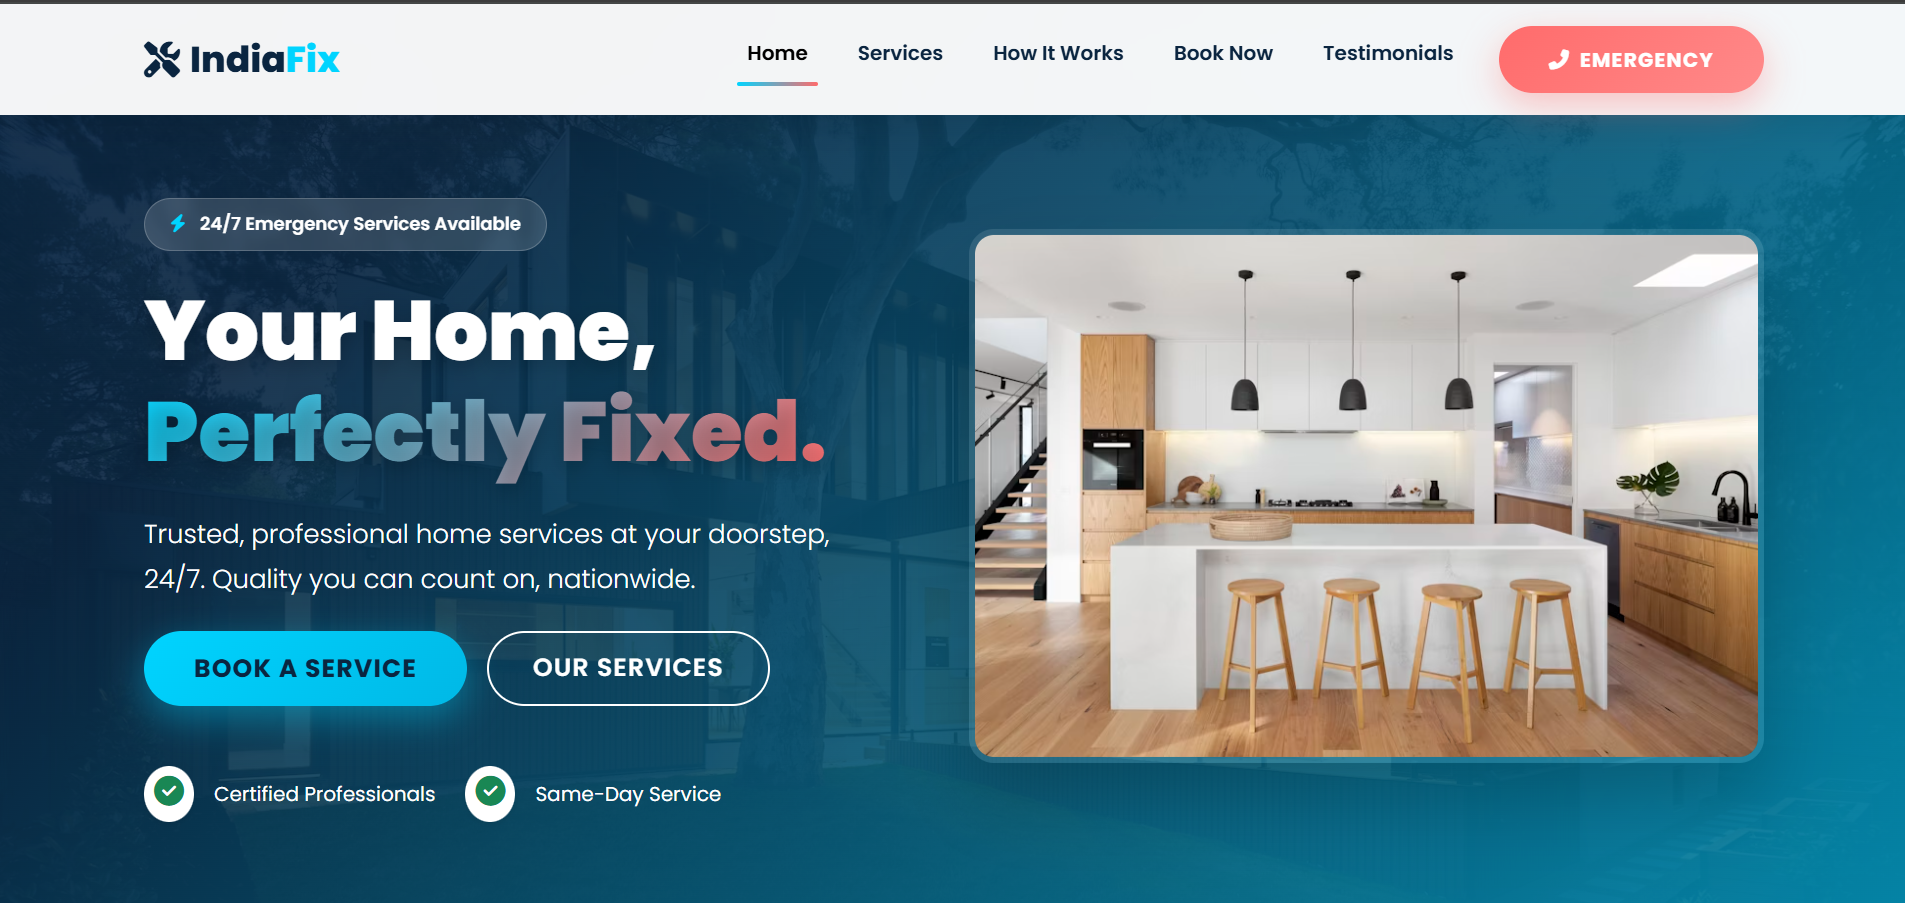 IndiaFix
Home
Services
How It Works
Book Now
Testimonials
EMERGENCY
24/7 Emergency Services Available
Your Home,
Perfectly Fixed.
Trusted, professional home services at your doorstep,
24/7. Quality you can count on, nationwide.
BOOK A SERVICE
OUR SERVICES
Certified Professionals
Same-Day Service